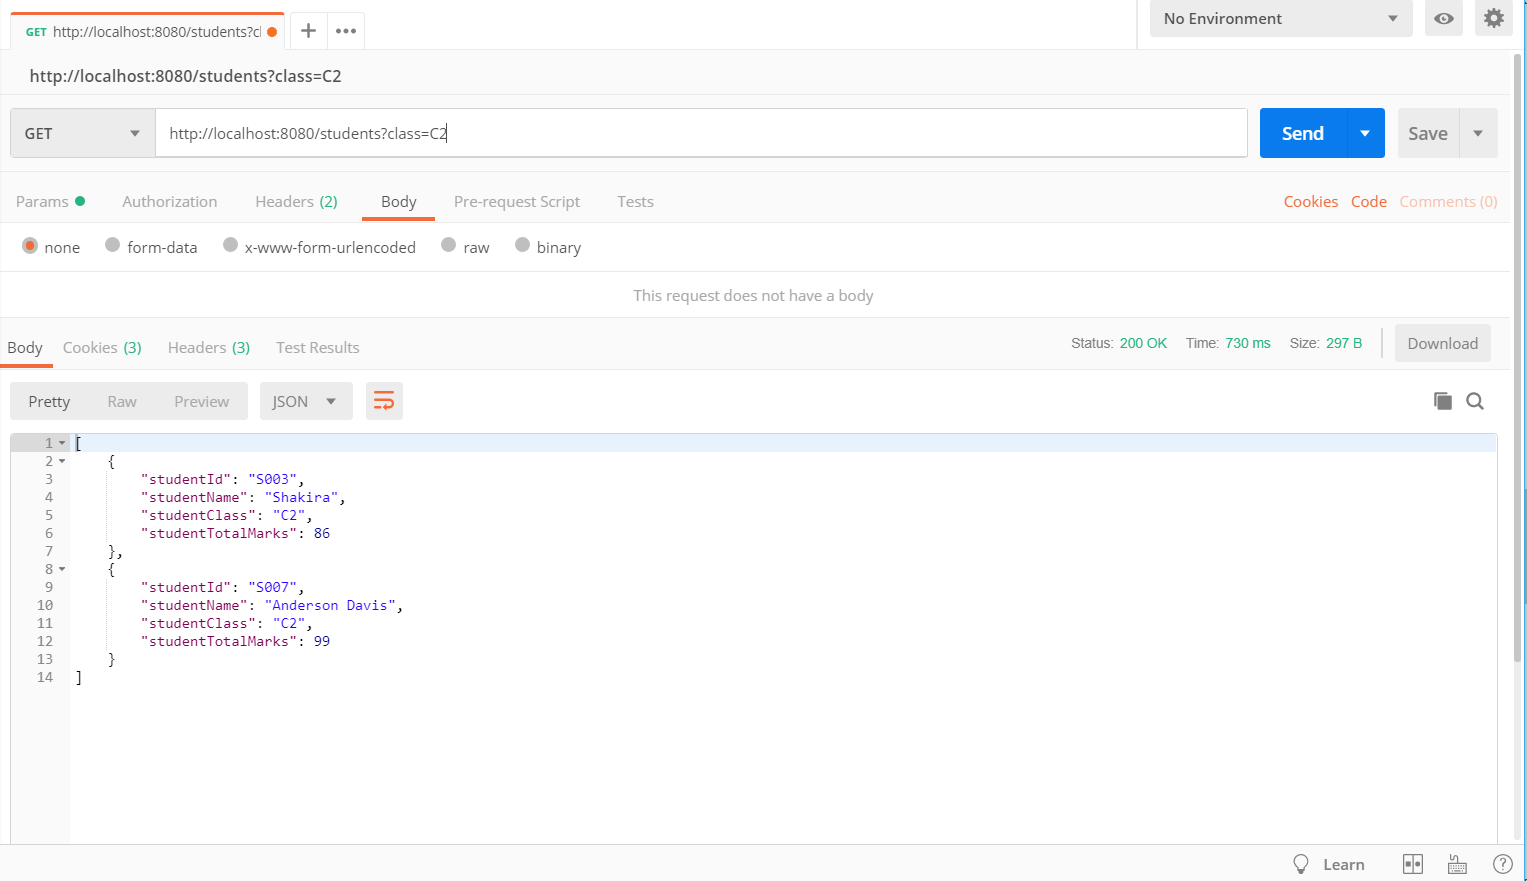 GET http://localhost:8080/students?cl
No Environment
http://localhost:8080/students?class=C2
GET http://localhost:8080/students?class=C2 Send Save
Params Authorization Headers (2) Body Pre-request Script Tests Cookies Code Comments (0)
none form-data x-www-form-urlencoded raw binary
This request does not have a body
Body Cookies (3) Headers (3) Test Results Status: 200 OK Time: 730 ms Size: 297 B Download
Pretty Raw Preview JSON
1 [
2 {
3 "studentId": "S003",
4 "studentName": "Shakira",
5 "studentClass": "C2",
6 "studentTotalMarks": 86
7 },
8 {
9 "studentId": "S007",
10 "studentName": "Anderson Davis",
11 "studentClass": "C2",
12 "studentTotalMarks": 99
13 }
14 ]
Learn